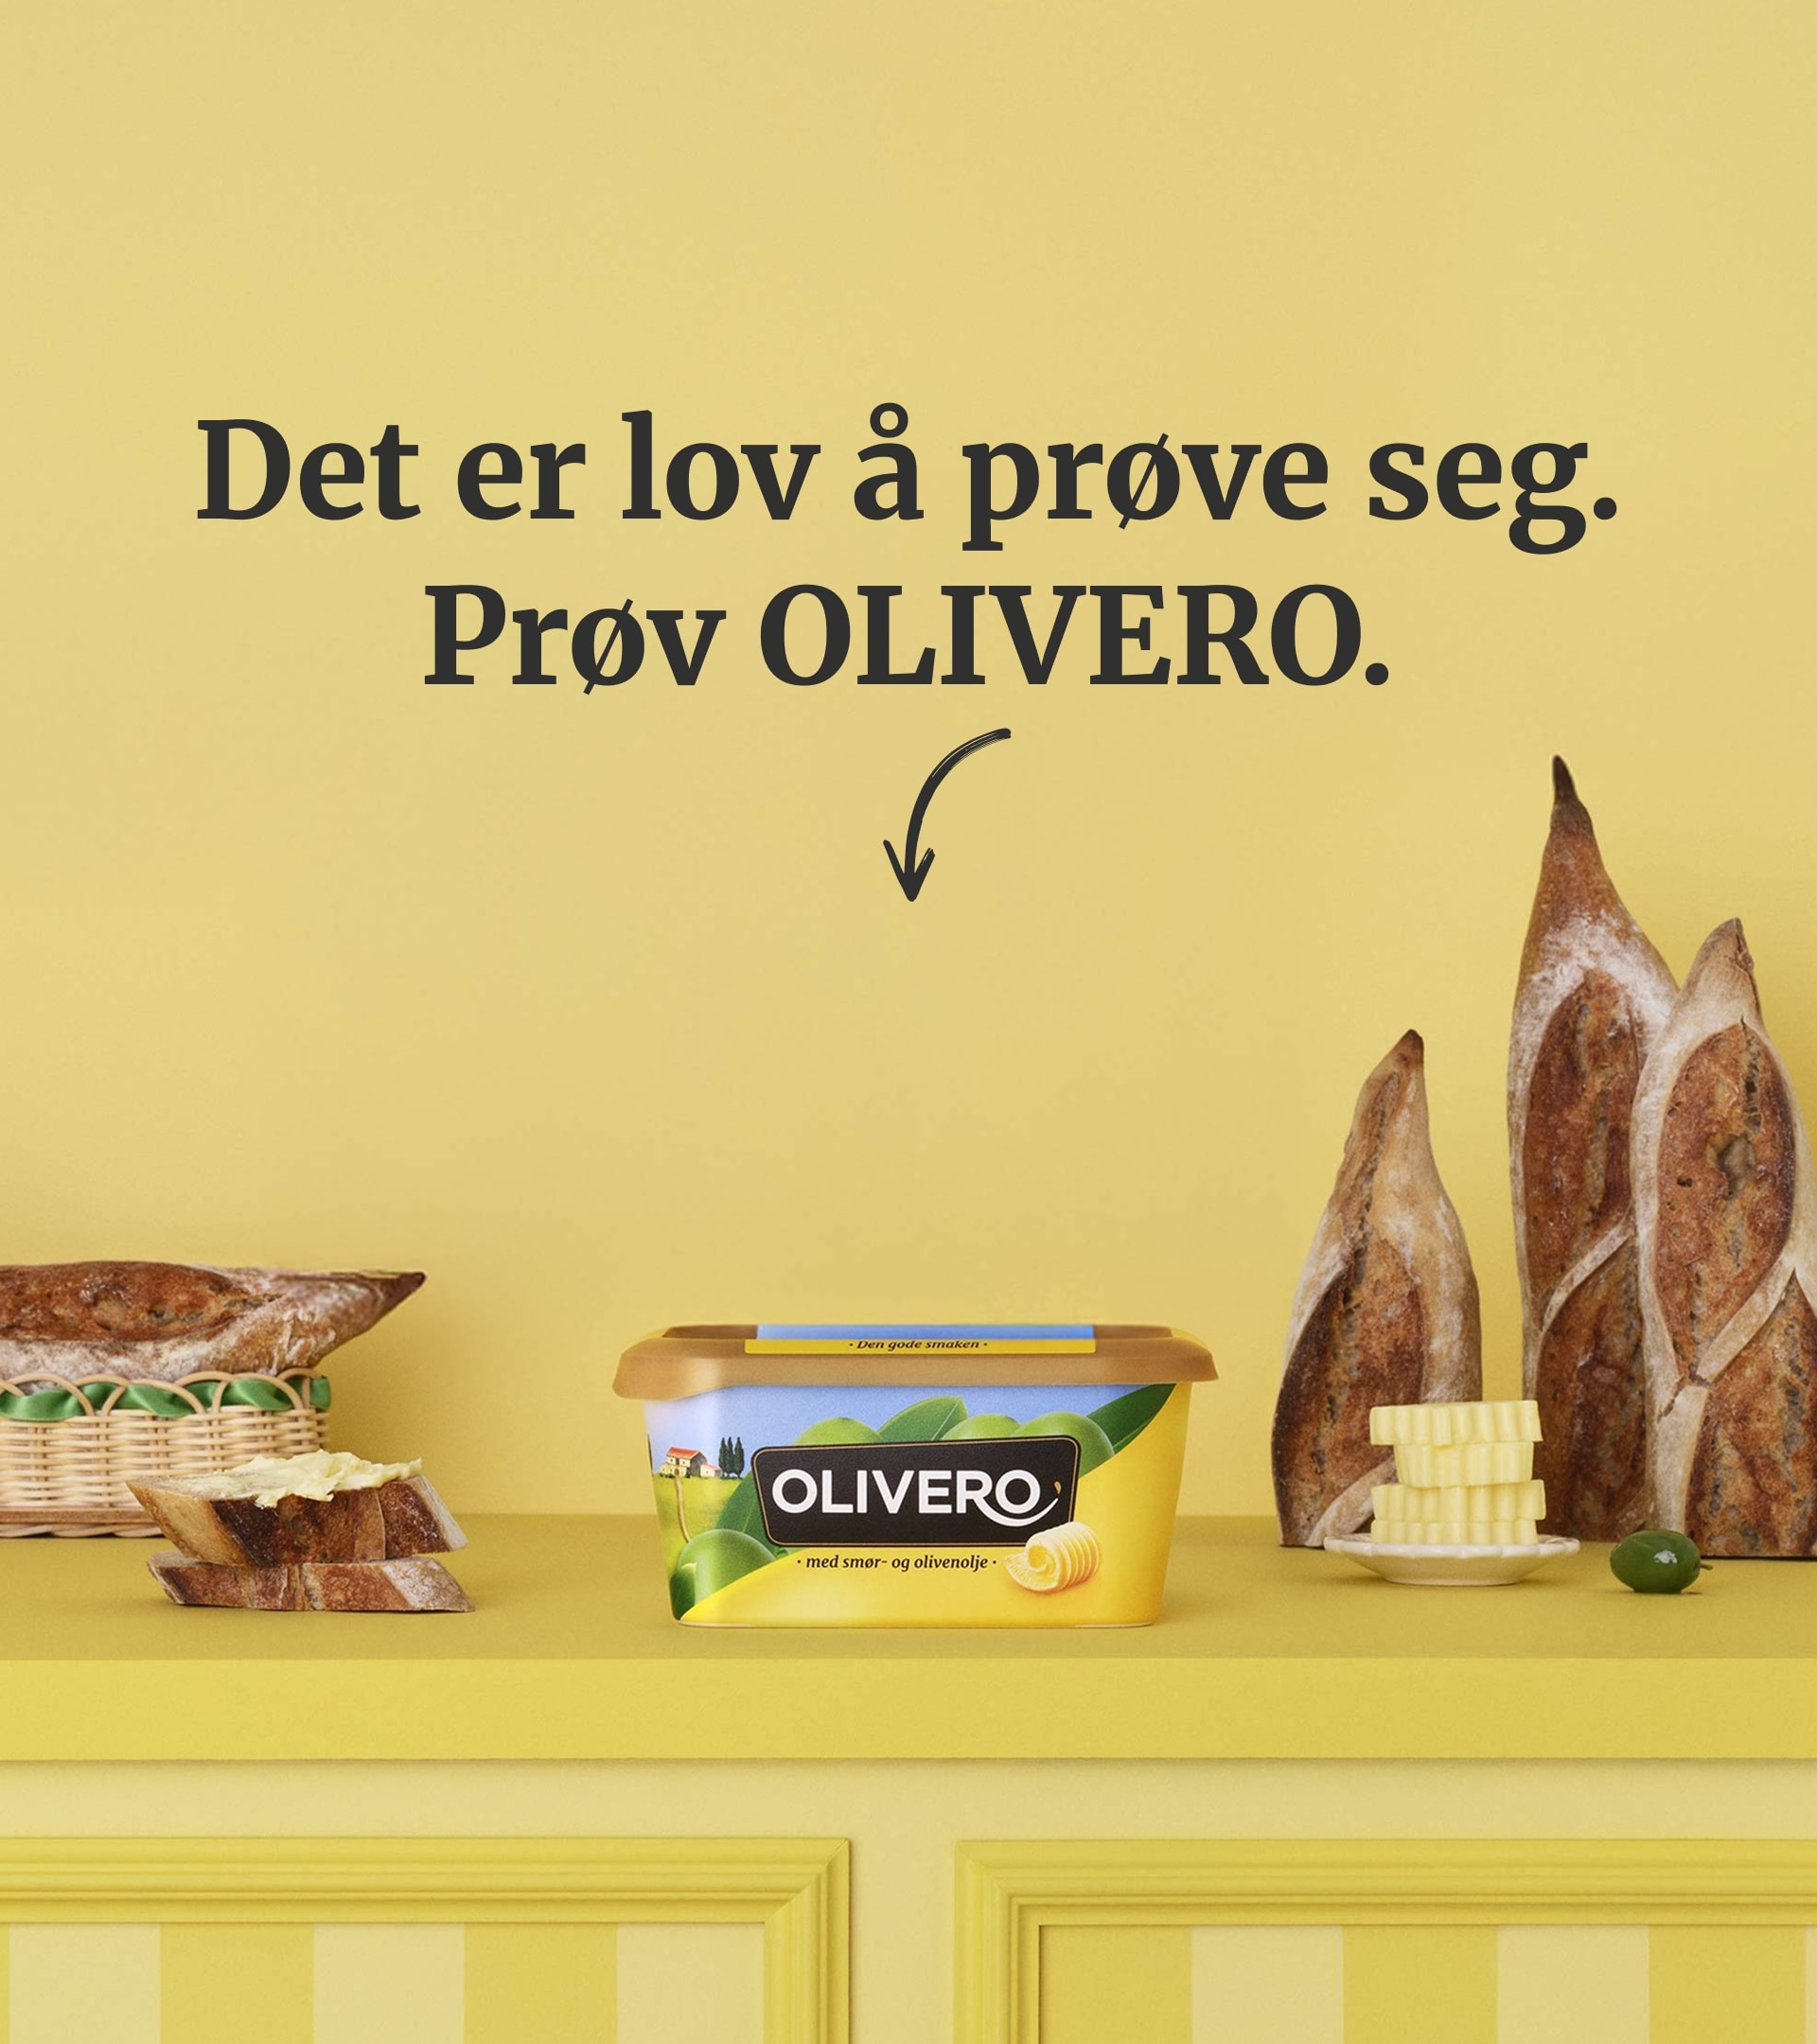 Det er lov å prøve seg.
Prøv OLIVERO.
· Den gode smaken ·
OLIVERO
· med smør- og olivenolje ·